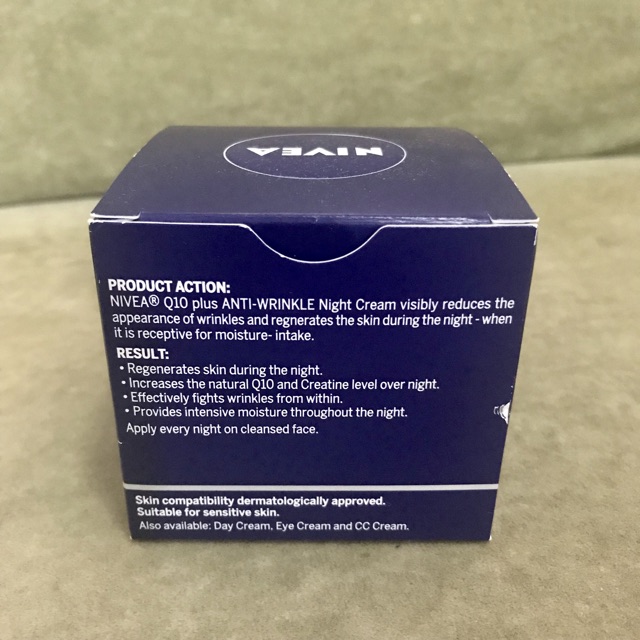 NIVEA
PRODUCT ACTION:
NIVEA® Q10 plus ANTI-WRINKLE Night Cream visibly reduces the
appearance of wrinkles and regnerates the skin during the night - when
it is receptive for moisture- intake.
RESULT:
• Regenerates skin during the night.
• Increases the natural Q10 and Creatine level over night.
• Effectively fights wrinkles from within.
• Provides intensive moisture throughout the night.
Apply every night on cleansed face.
Skin compatibility dermatologically approved.
Suitable for sensitive skin.
Also available: Day Cream, Eye Cream and CC Cream.